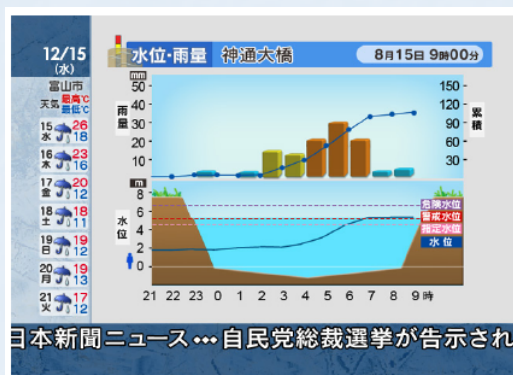 12/15
(水)
富山市
天気 最高℃
最低℃
15 水 26 18
16 木 23 16
17 金 20 12
18 土 18 11
19 日 19 12
20 月 19 13
21 火 17 12
水位・雨量 神通大橋 8月15日 9時00分
mm
雨量
50
40
30
20
10
累積
150
120
90
60
30
m
水位
8
6
4
2
0
危険水位
警戒水位
指定水位
水位
21 22 23 0 1 2 3 4 5 6 7 8 9時
日本新聞ニュース…自民党総裁選挙が告示され